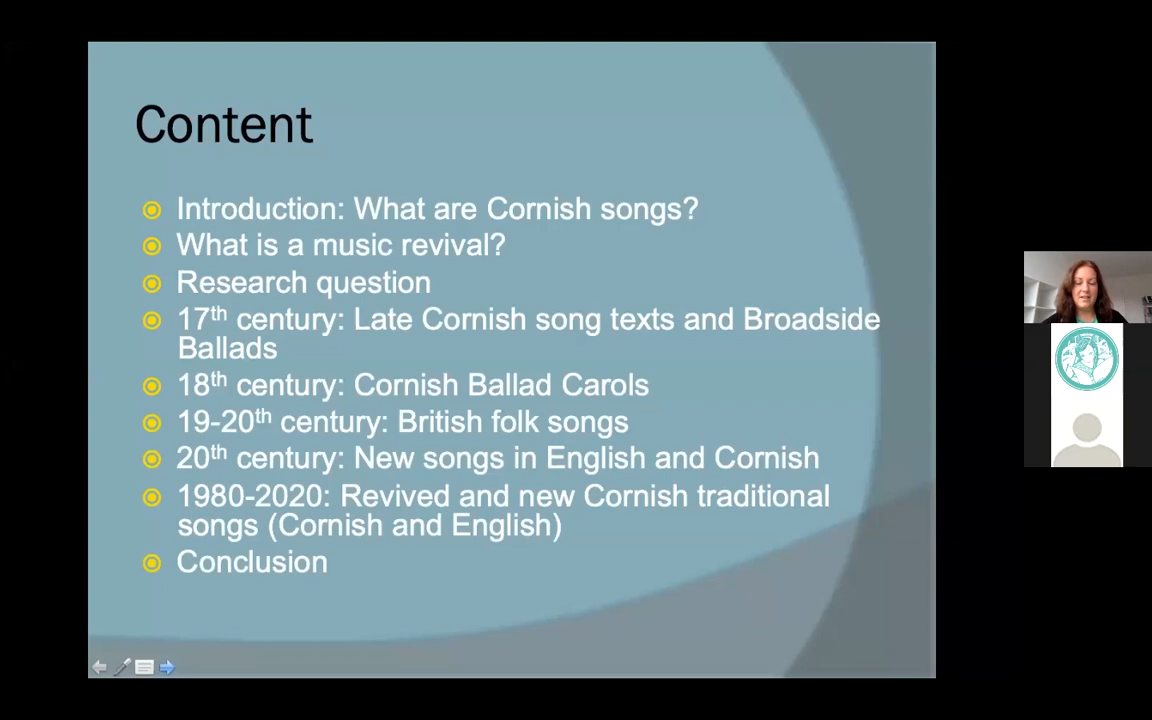 Content
Introduction: What are Cornish songs?
What is a music revival?
Research question
17th century: Late Cornish song texts and Broadside
Ballads
18th century: Cornish Ballad Carols
19-20th century: British folk songs
20th century: New songs in English and Cornish
1980-2020: Revived and new Cornish traditional
songs (Cornish and English)
Conclusion